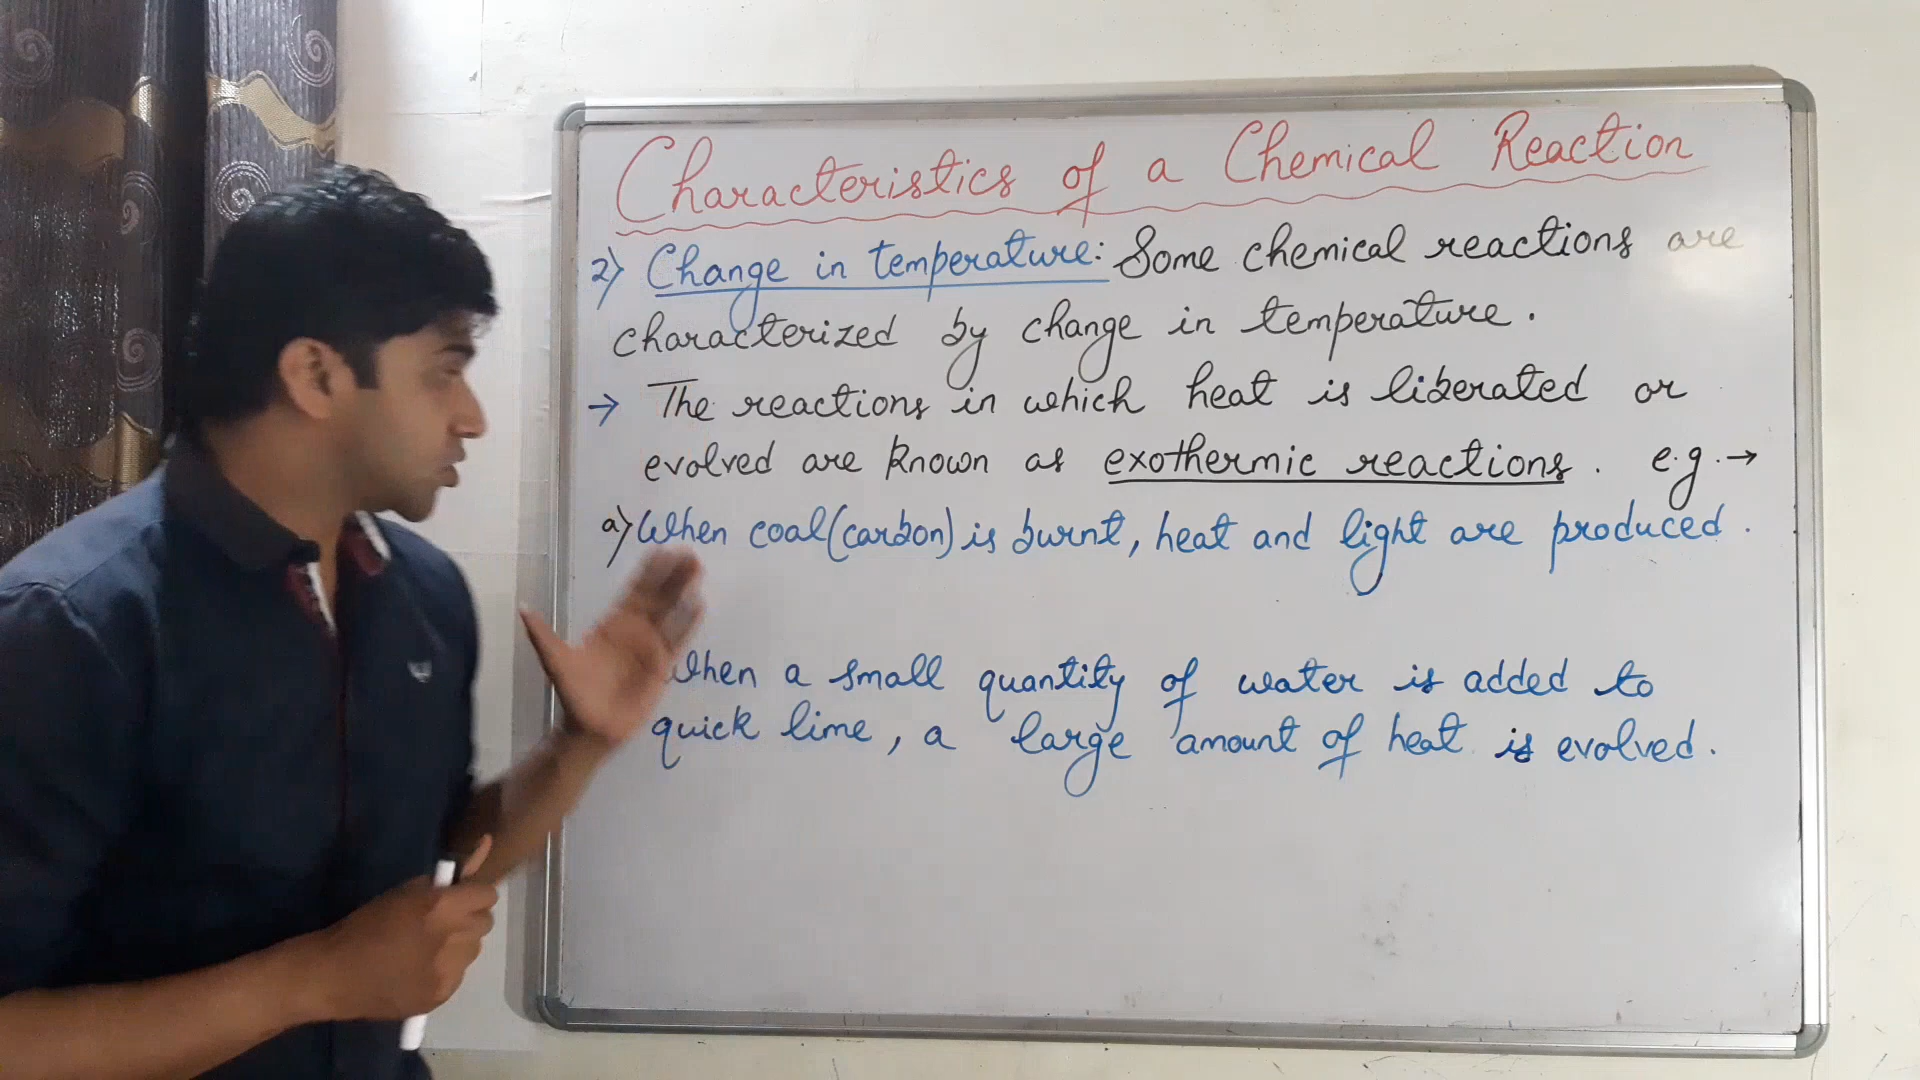 Characteristics of a Chemical Reaction
2) Change in temperature: Some chemical reactions are
characterized by change in temperature.
→ The reactions in which heat is liberated or
evolved are known as exothermic reactions. e.g. →
a) When coal (carbon) is burnt, heat and light are produced.
When a small quantity of water is added to
quick lime, a large amount of heat is evolved.